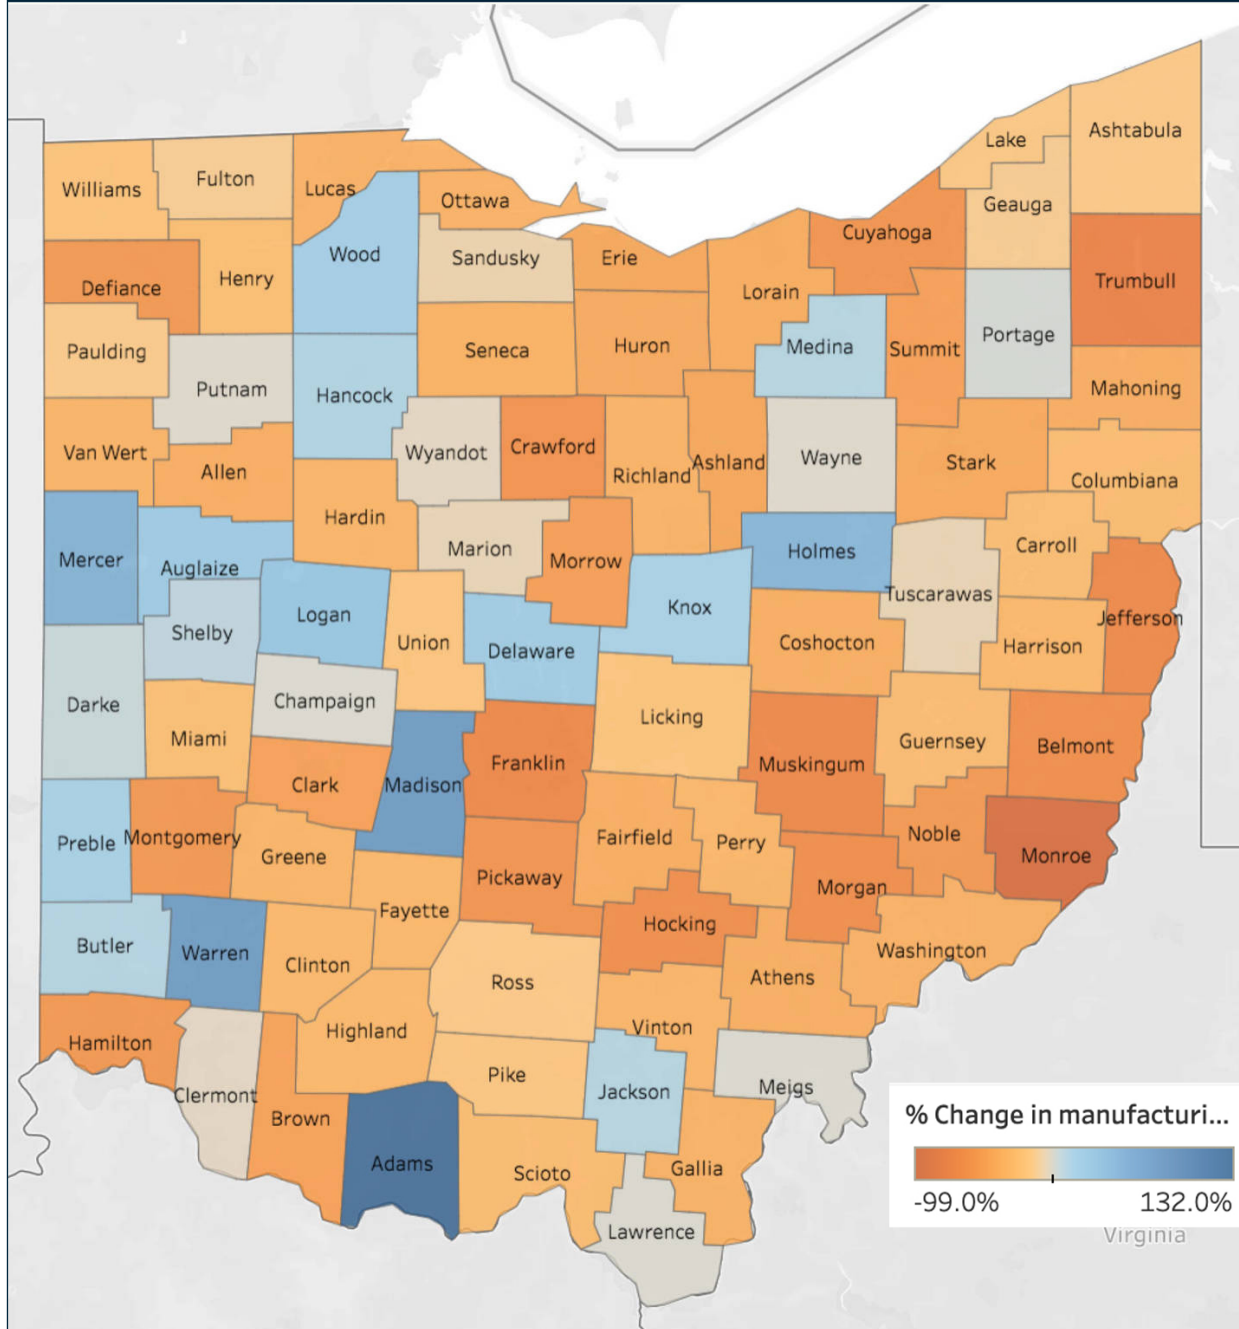 Ashtabula
Lake
Williams
Fulton
Lucas
Ottawa
Geauga
Cuyahoga
Wood
Sandusky
Erie
Defiance
Henry
Lorain
Trumbull
Portage
Paulding
Seneca
Huron
Medina
Summit
Putnam
Hancock
Mahoning
Van Wert
Allen
Wyandot
Crawford
Richland
Ashland
Wayne
Stark
Columbiana
Hardin
Mercer
Auglaize
Marion
Morrow
Holmes
Carroll
Shelby
Logan
Union
Delaware
Knox
Coshocton
Tuscarawas
Harrison
Jefferson
Darke
Miami
Champaign
Licking
Guernsey
Belmont
Clark
Madison
Franklin
Muskingum
Preble
Montgomery
Greene
Fairfield
Perry
Noble
Monroe
Pickaway
Morgan
Fayette
Hocking
Butler
Warren
Clinton
Ross
Athens
Washington
Hamilton
Highland
Vinton
Clermont
Brown
Pike
Jackson
Meigs
Adams
Scioto
Gallia
Lawrence
% Change in manufacturi...
-99.0% 132.0%
Virginia